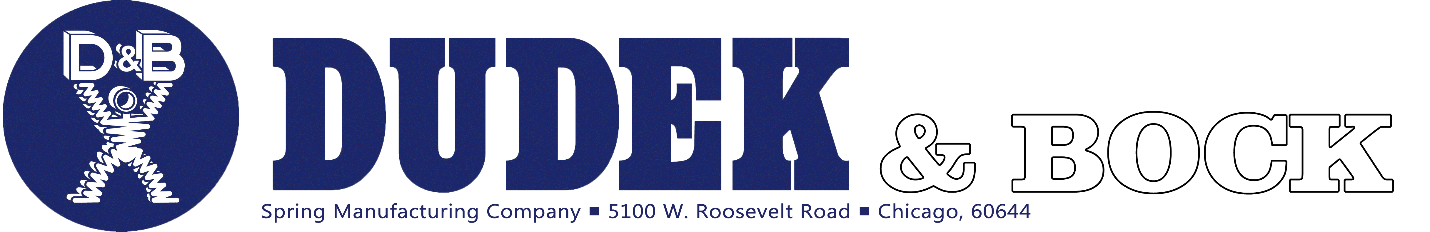 D&B
DUDEK & BOCK
Spring Manufacturing Company ■ 5100 W. Roosevelt Road ■ Chicago, 60644